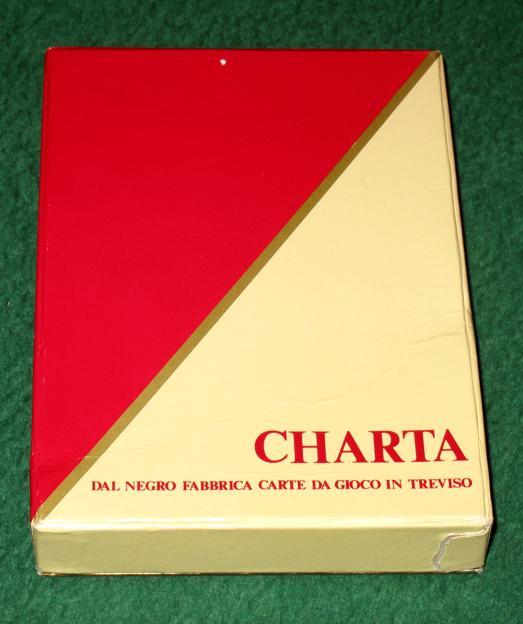 CHARTA
DAL NEGRO FABBRICA CARTE DA GIOCO IN TREVISO